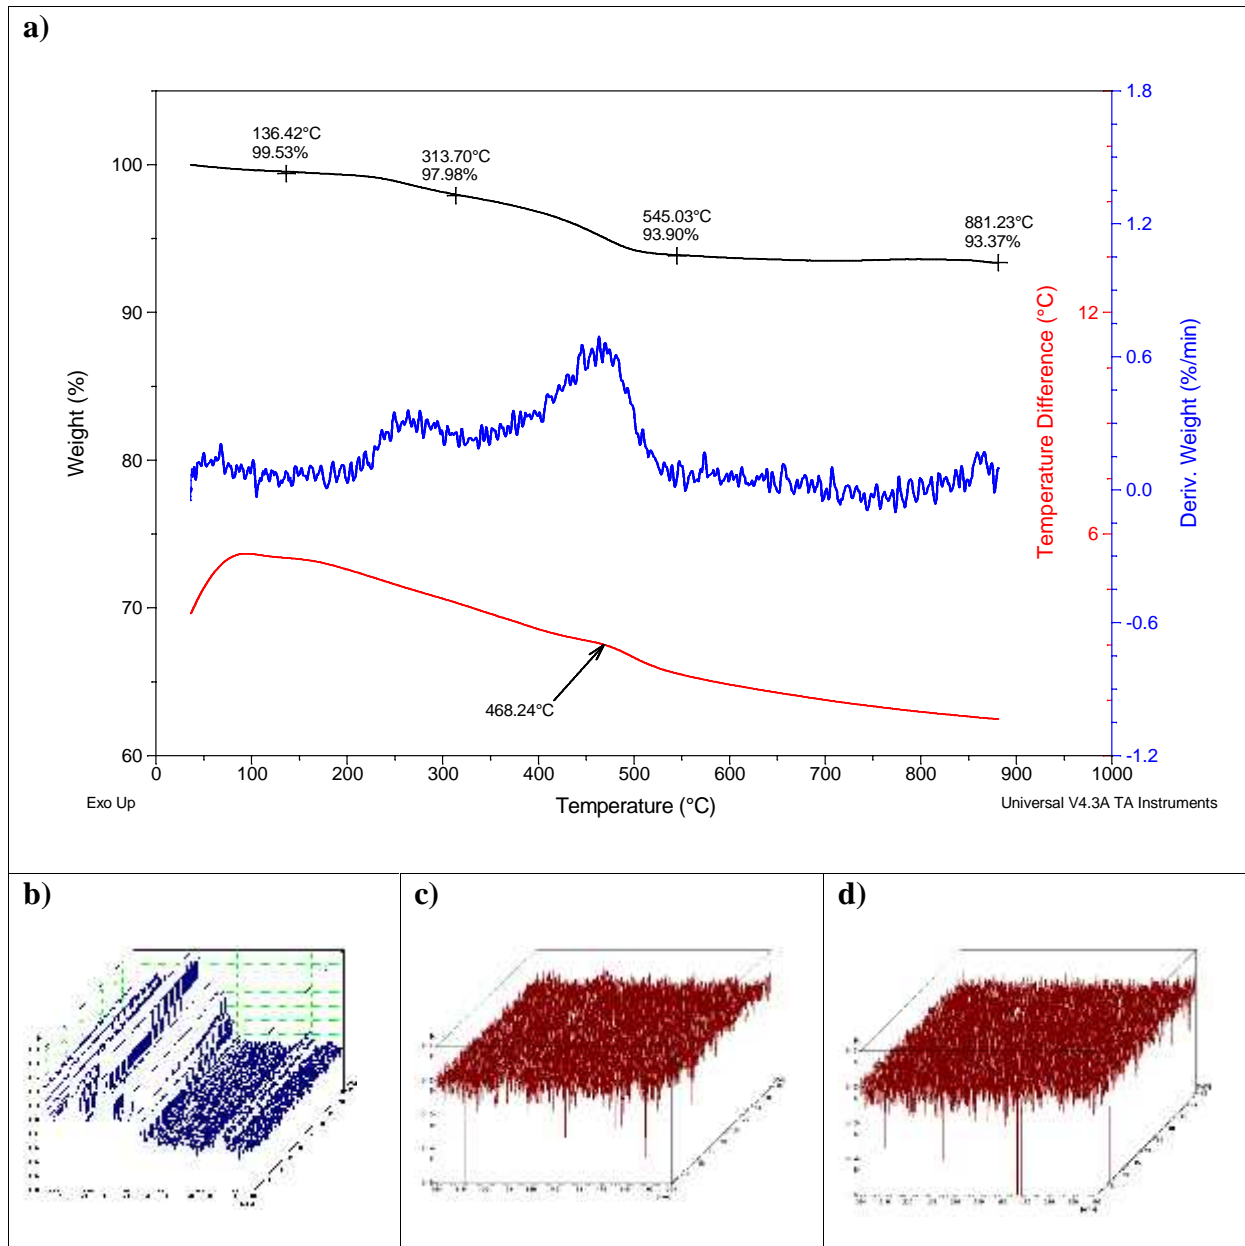 a)
136.42°C
99.53%
313.70°C
97.98%
545.03°C
93.90%
881.23°C
93.37%
468.24°C
Weight (%)
100
90
80
70
60
Temperature Difference (°C)
12
6
Deriv. Weight (%/min)
1.8
1.2
0.6
0.0
-0.6
-1.2
0 100 200 300 400 500 600 700 800 900 1000
Exo Up
Temperature (°C)
Universal V4.3A TA Instruments
b)
c)
d)